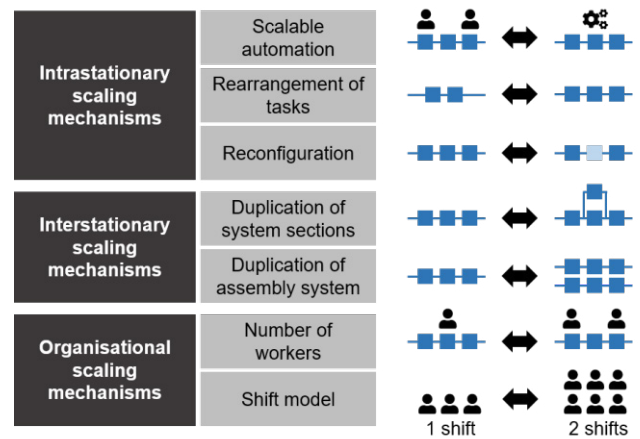 Intrastationary
scaling
mechanisms
Scalable
automation
Rearrangement of
tasks
Reconfiguration
Interstationary
scaling
mechanisms
Duplication of
system sections
Duplication of
assembly system
Organisational
scaling
mechanisms
Number of
workers
Shift model
1 shift
2 shifts